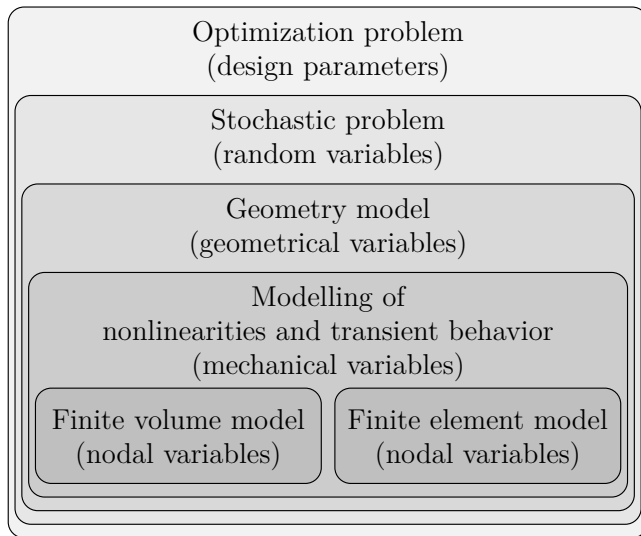 Optimization problem
(design parameters)
Stochastic problem
(random variables)
Geometry model
(geometrical variables)
Modelling of
nonlinearities and transient behavior
(mechanical variables)
Finite volume model
(nodal variables)
Finite element model
(nodal variables)